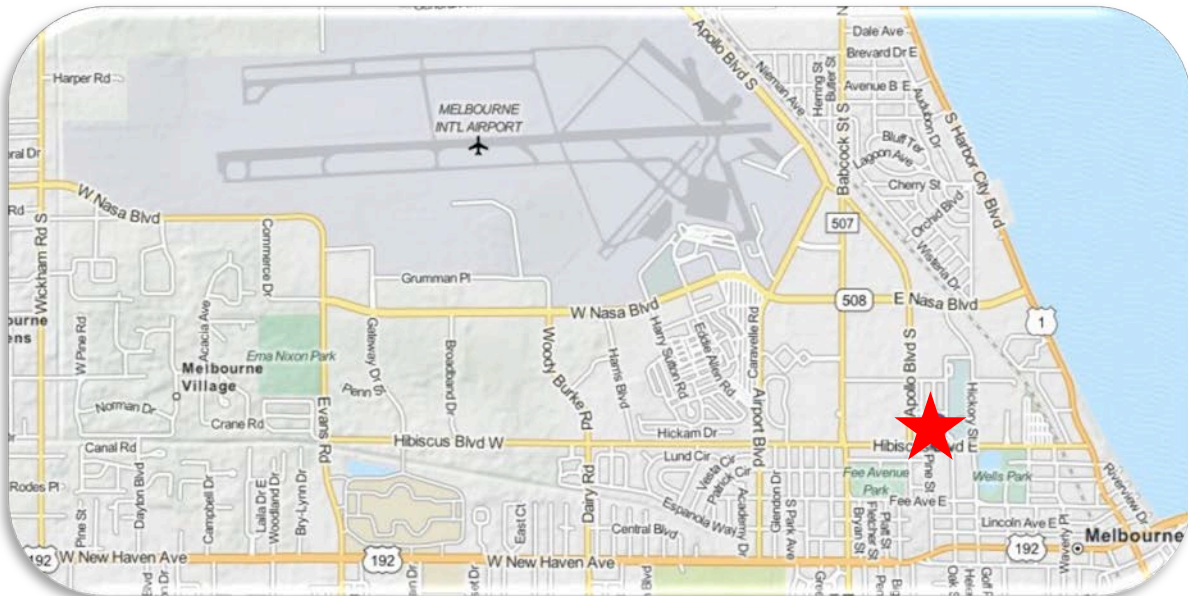 Dale Ave
Brevard Dr E
Apollo Blvd S
Nieman Ave
Herring St
Butler St
Avenue B E
Audubon Dr
S Harbor City Blvd
Harper Rd
MELBOURNE
INT'L AIRPORT
Babcock St S
Bluff Ter
Lagoon Ave
Cherry St
Orchid Blvd
Wisteria Dr
W Nasa Blvd
Rd
507
Wickham Rd S
Commerce Dr
Grumman Pl
W Nasa Blvd
508
E Nasa Blvd
1
W Pine Rd
Acacia Ave
Erna Nixon Park
Melbourne
Village
Gateway Dr S
Broadband Dr
Woody Burke Rd
Harris Blvd
Harry Sutton Rd
Eddie Allen Rd
Caravelle Rd
Apollo Blvd S
Hickory St E
Penn St
Norman Dr
Crane Rd
Evans Rd
Airport Blvd
Hibiscus Blvd W
Hickam Dr
Canal Rd
Lund Cir
Vesta Cir
Patrick Cir
Fee Avenue
Park
Pine St
Wells Park
Rodes Pl
Pine St
Dayton Blvd
Campbell Dr
Laila Dr E
Woodland Dr
Bry-Lynn Dr
Dairy Rd
East Ct
Espanola Way
Academy Dr
Glendon Dr
S Park Ave
Fee Ave E
Riverview Dr
Central Blvd
Bryan St
Fletcher St
Platt St
Lincoln Ave E
Melbourne
192
W New Haven Ave
192
W New Haven Ave
192